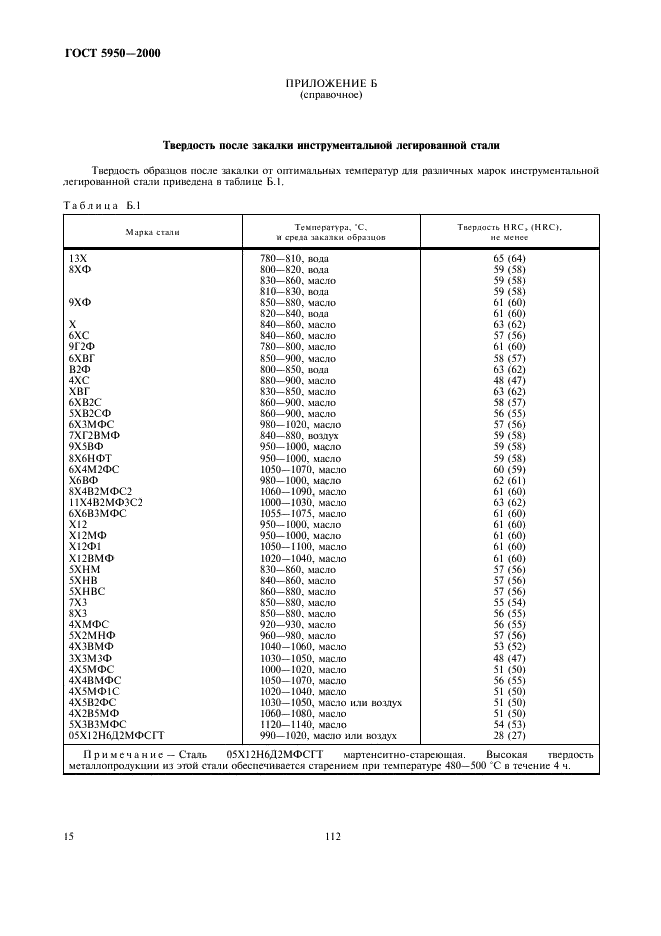 ГОСТ 5950—2000
ПРИЛОЖЕНИЕ Б
(справочное)
Твердость после закалки инструментальной легированной стали
Твердость образцов после закалки от оптимальных температур для различных марок инструментальной
легированной стали приведена в таблице Б.1.
Таблица Б.1
Марка стали
Температура, °С,
и среда закалки образцов
Твердость HRCэ (HRC),
не менее
13Х 780—810, вода 65 (64)
8ХФ 800—820, вода 59 (58)
830—860, масло 59 (58)
810—830, вода 59 (58)
9ХФ 850—880, масло 61 (60)
820—840, вода 61 (60)
Х 840—860, масло 63 (62)
6ХС 840—860, масло 57 (56)
9Г2Ф 780—800, масло 61 (60)
6ХВГ 850—900, масло 58 (57)
В2Ф 800—850, вода 63 (62)
4ХС 880—900, масло 48 (47)
ХВГ 830—850, масло 63 (62)
6ХВ2С 860—900, масло 58 (57)
5ХВ2СФ 860—900, масло 56 (55)
6Х3МФС 980—1020, масло 57 (56)
7ХГ2ВМФ 840—880, воздух 59 (58)
9Х5ВФ 950—1000, масло 59 (58)
8Х6НФТ 950—1000, масло 59 (58)
6Х4М2ФС 1050—1070, масло 60 (59)
Х6ВФ 980—1000, масло 62 (61)
8Х4В2МФС2 1060—1090, масло 61 (60)
11Х4В2МФ3С2 1000—1030, масло 63 (62)
6Х6В3МФС 1055—1075, масло 61 (60)
Х12 950—1000, масло 61 (60)
Х12МФ 950—1000, масло 61 (60)
Х12Ф1 1050—1100, масло 61 (60)
Х12ВМФ 1020—1040, масло 61 (60)
5ХНМ 830—860, масло 57 (56)
5ХНВ 840—860, масло 57 (56)
5ХНВС 860—880, масло 57 (56)
7Х3 850—880, масло 55 (54)
8Х3 850—880, масло 56 (55)
4ХМФС 920—930, масло 56 (55)
5Х2МНФ 960—980, масло 57 (56)
4Х3ВМФ 1040—1060, масло 53 (52)
3Х3М3Ф 1030—1050, масло 48 (47)
4Х5МФС 1000—1020, масло 51 (50)
4Х4ВМФС 1050—1070, масло 56 (55)
4Х5МФ1С 1020—1040, масло 51 (50)
4Х5В2ФС 1030—1050, масло или воздух 51 (50)
4Х2В5МФ 1060—1080, масло 51 (50)
5Х3В3МФС 1120—1140, масло 54 (53)
05Х12Н6Д2МФСГТ 990—1020, масло или воздух 28 (27)
Примечание — Сталь 05Х12Н6Д2МФСГТ мартенситно-стареющая. Высокая твердость
металлопродукции из этой стали обеспечивается старением при температуре 480—500 °С в течение 4 ч.
15 112